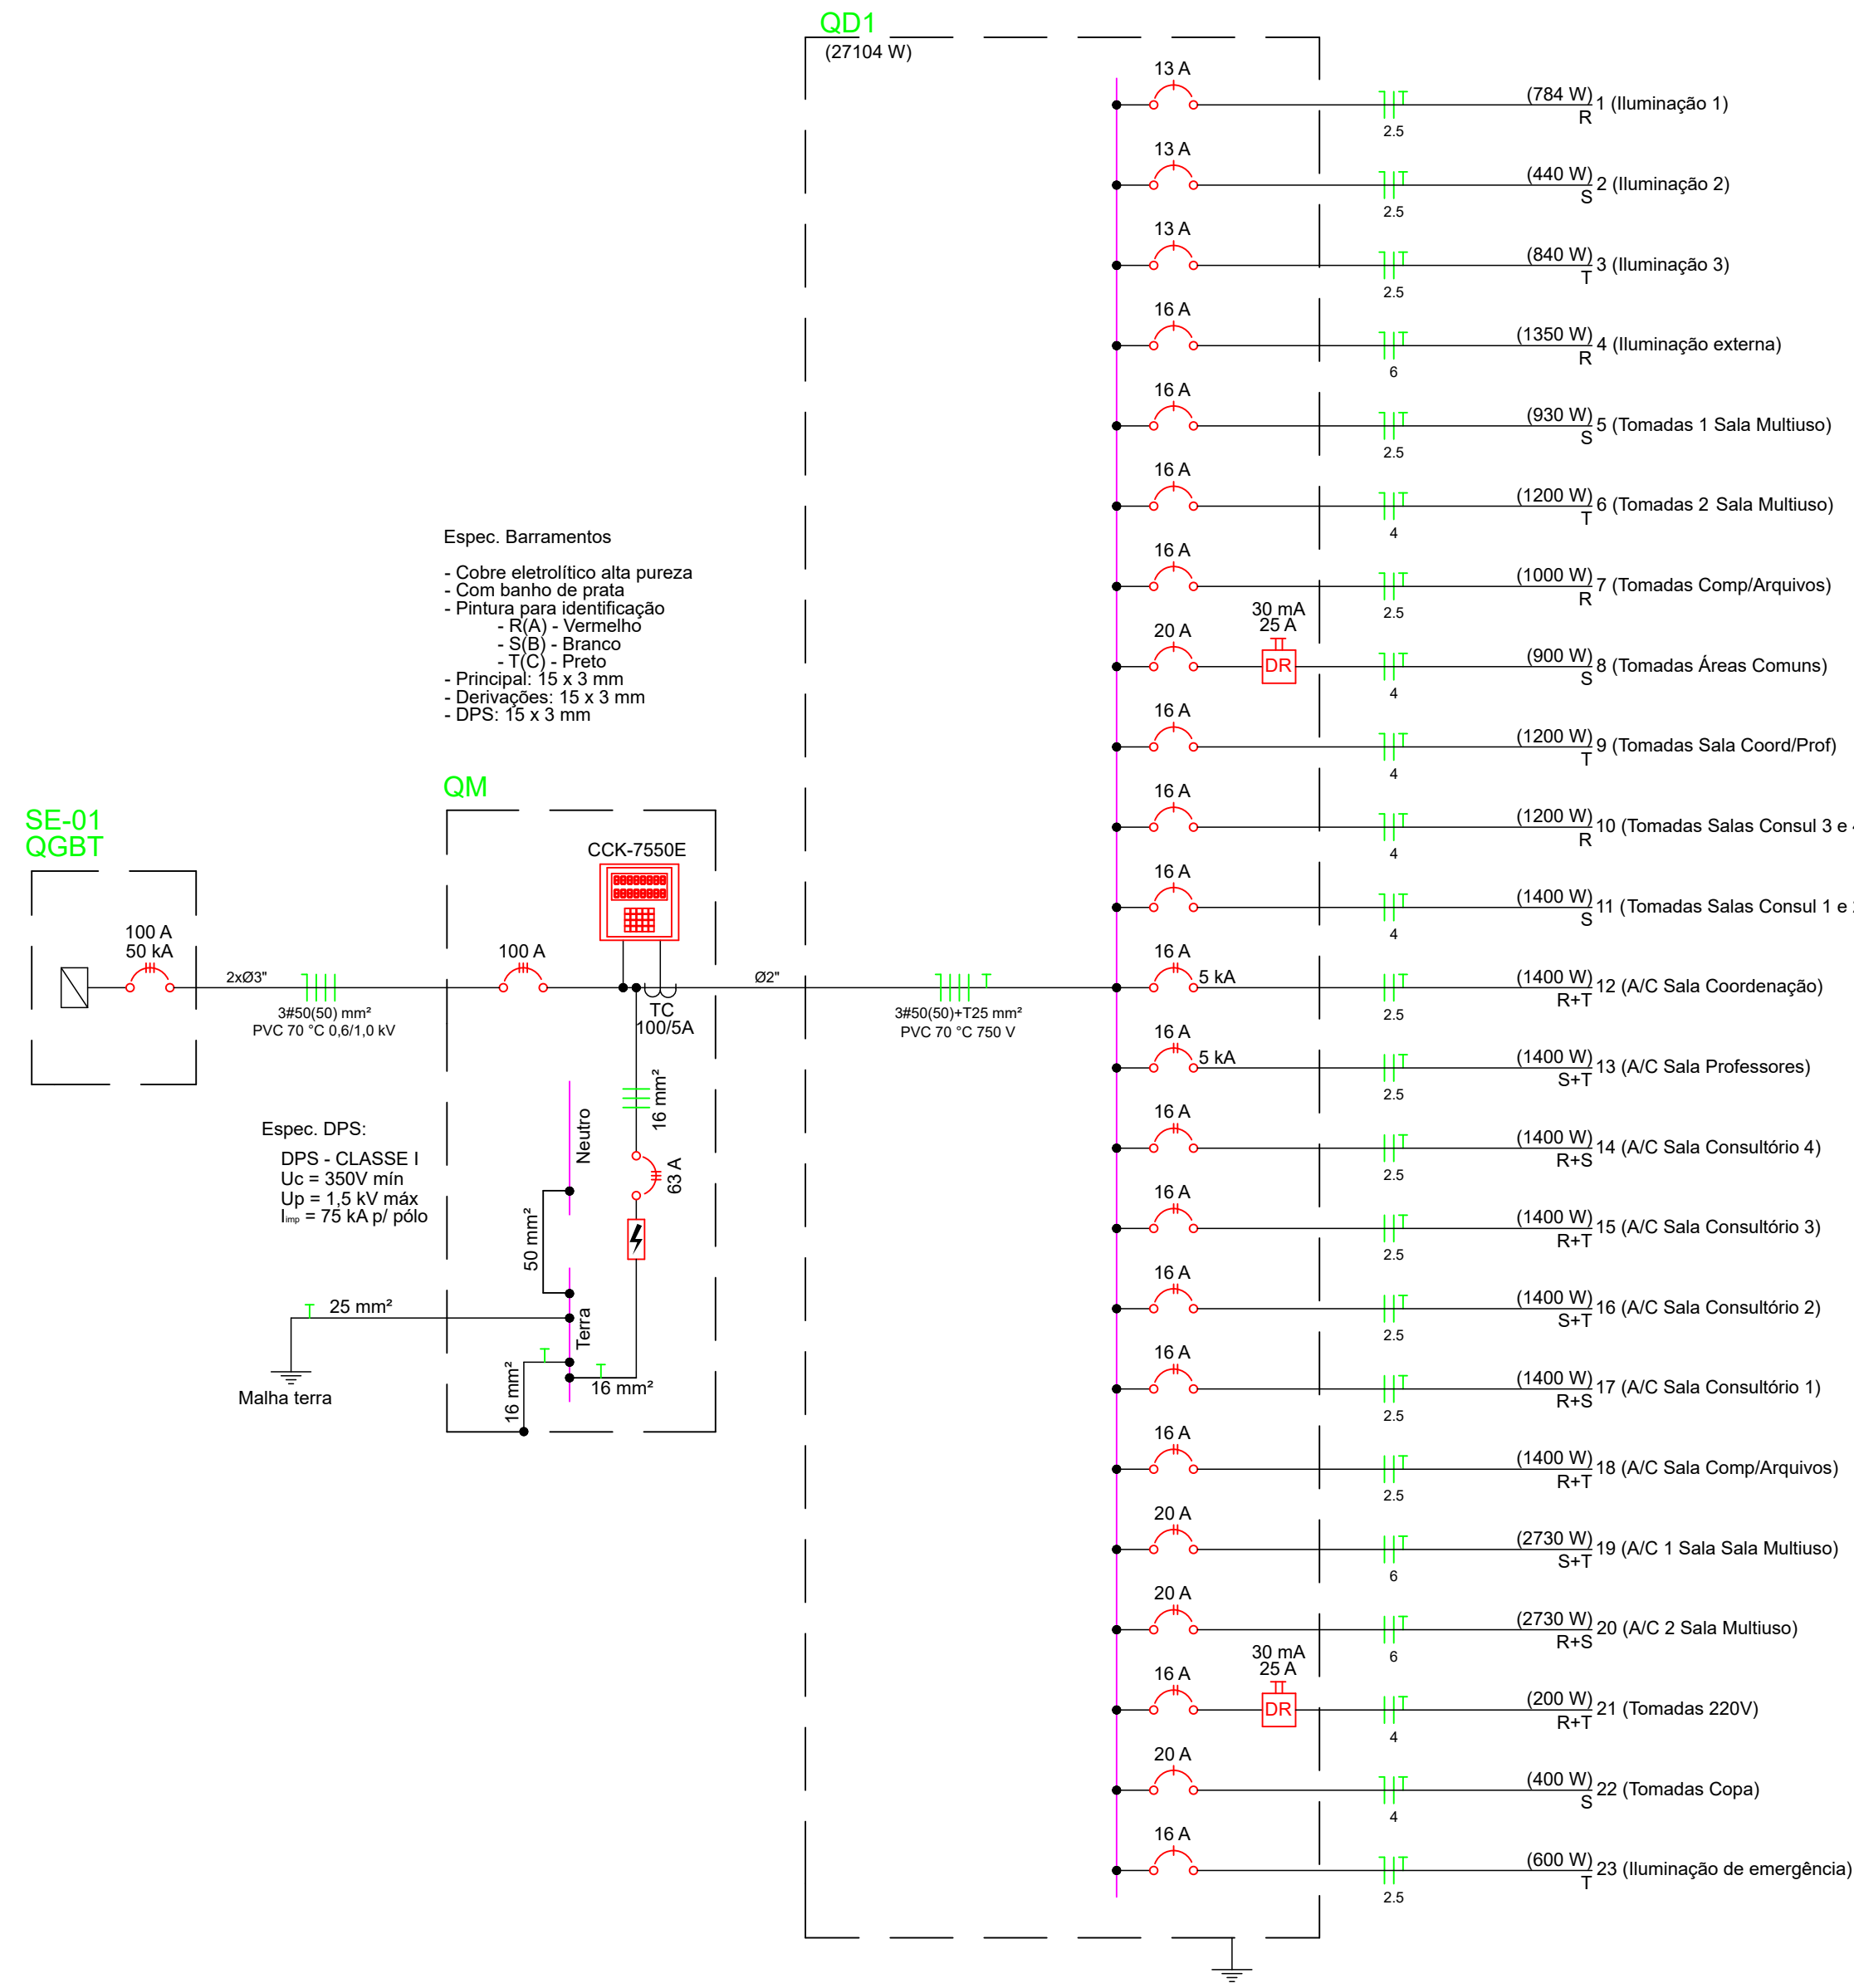 QD1
(27104 W)
13 A
(784 W)
1 (Iluminação 1)
R
2.5
13 A
(440 W)
2 (Iluminação 2)
S
2.5
13 A
(840 W)
3 (Iluminação 3)
T
2.5
16 A
(1350 W)
4 (Iluminação externa)
R
6
16 A
(930 W)
5 (Tomadas 1 Sala Multiuso)
S
2.5
16 A
(1200 W)
6 (Tomadas 2 Sala Multiuso)
T
4
16 A
(1000 W)
7 (Tomadas Comp/Arquivos)
R
2.5
20 A
30 mA
25 A
DR
(900 W)
8 (Tomadas Áreas Comuns)
S
4
16 A
(1200 W)
9 (Tomadas Sala Coord/Prof)
T
4
16 A
(1200 W)
10 (Tomadas Salas Consul 3 e
R
4
16 A
(1400 W)
11 (Tomadas Salas Consul 1 e
S
4
16 A
5 kA
(1400 W)
12 (A/C Sala Coordenação)
R+T
2.5
16 A
5 kA
(1400 W)
13 (A/C Sala Professores)
S+T
2.5
16 A
(1400 W)
14 (A/C Sala Consultório 4)
R+S
2.5
16 A
(1400 W)
15 (A/C Sala Consultório 3)
R+T
2.5
16 A
(1400 W)
16 (A/C Sala Consultório 2)
S+T
2.5
16 A
(1400 W)
17 (A/C Sala Consultório 1)
R+S
2.5
16 A
(1400 W)
18 (A/C Sala Comp/Arquivos)
R+T
2.5
20 A
(2730 W)
19 (A/C 1 Sala Sala Multiuso)
S+T
6
20 A
(2730 W)
20 (A/C 2 Sala Multiuso)
R+S
6
16 A
30 mA
25 A
DR
(200 W)
21 (Tomadas 220V)
R+T
4
20 A
(400 W)
22 (Tomadas Copa)
S
4
16 A
(600 W)
23 (Iluminação de emergência)
T
2.5
Espec. Barramentos
- Cobre eletrolítico alta pureza
- Com banho de prata
- Pintura para identificação
- R(A) - Vermelho
- S(B) - Branco
- T(C) - Preto
- Principal: 15 x 3 mm
- Derivações: 15 x 3 mm
- DPS: 15 x 3 mm
SE-01
QGBT
100 A
50 kA
2xØ3"
3#50(50) mm²
PVC 70 °C 0,6/1,0 kV
QM
CCK-7550E
100 A
TC
100/5A
Ø2"
3#50(50)+T25 mm²
PVC 70 °C 750 V
16 mm²
63 A
Neutro
50 mm²
Terra
16 mm²
16 mm²
25 mm²
Malha terra
Espec. DPS:
DPS - CLASSE I
Uc = 350V mín
Up = 1,5 kV máx
Iimp = 75 kA p/ pólo